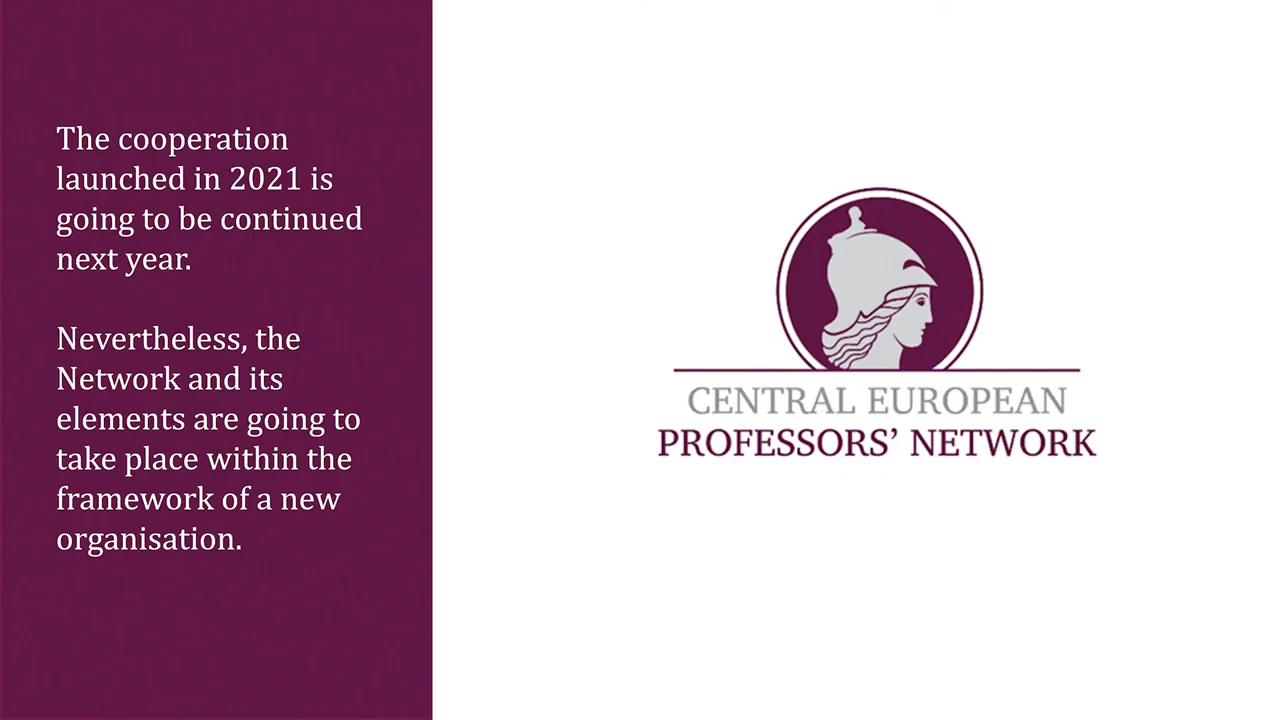 The cooperation
launched in 2021 is
going to be continued
next year.
Nevertheless, the
Network and its
elements are going to
take place within the
framework of a new
organisation.
CENTRAL EUROPEAN
PROFESSORS’ NETWORK